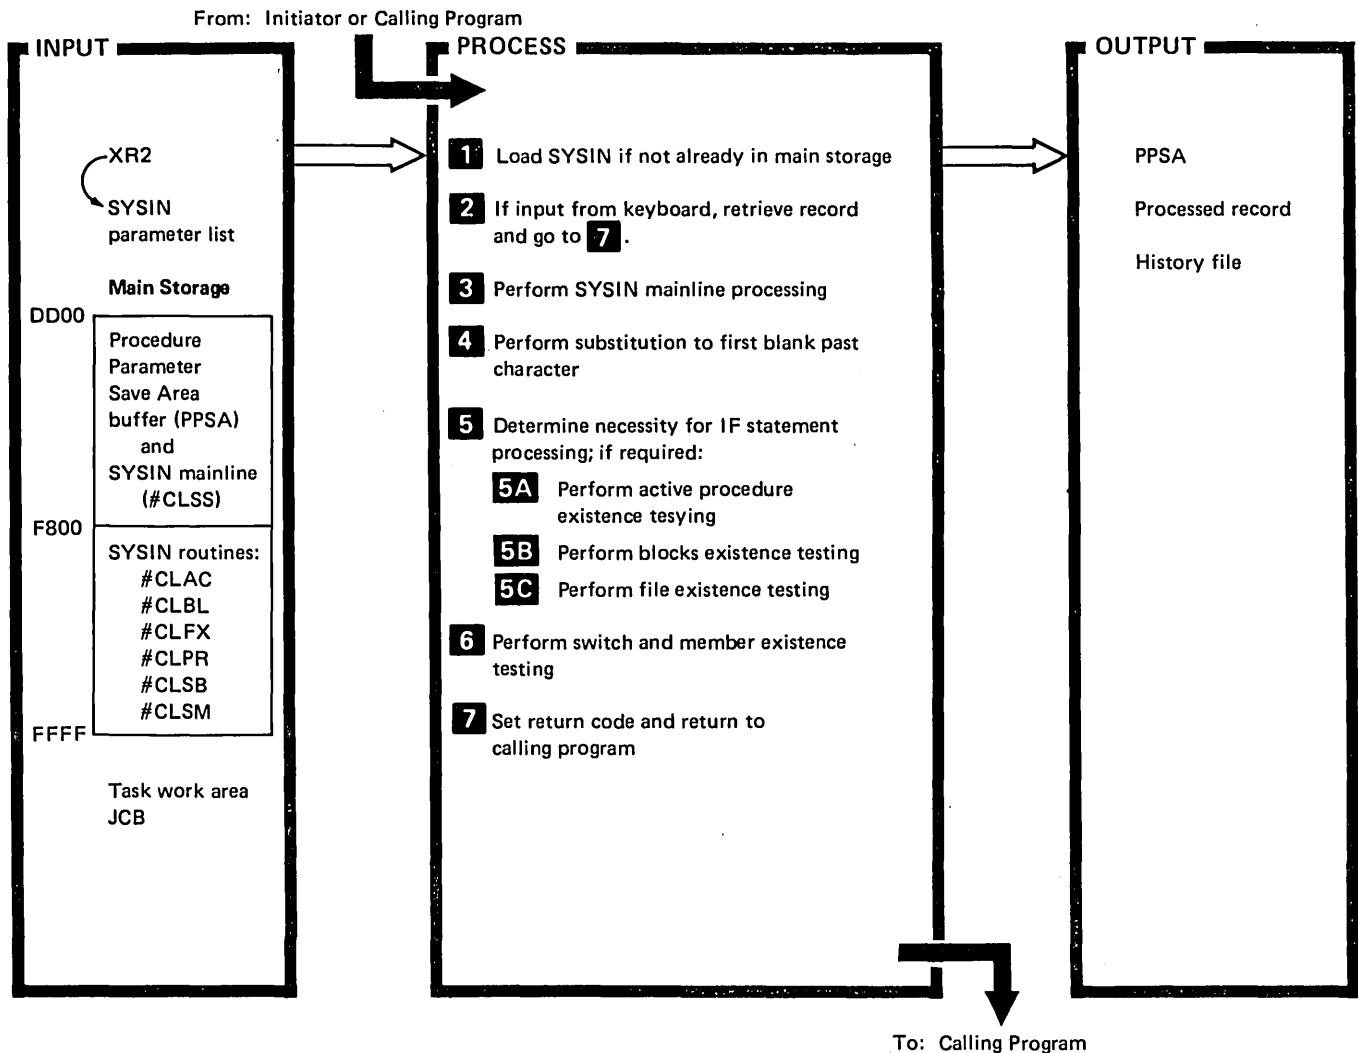 From: Initiator or Calling Program
INPUT
XR2
SYSIN
parameter list
Main Storage
DD00
Procedure
Parameter
Save Area
buffer (PPSA)
and
SYSIN mainline
(#CLSS)
F800
SYSIN routines:
#CLAC
#CLBL
#CLFX
#CLPR
#CLSB
#CLSM
FFFF
Task work area
JCB
PROCESS
1 Load SYSIN if not already in main storage
2 If input from keyboard, retrieve record
and go to 7 .
3 Perform SYSIN mainline processing
4 Perform substitution to first blank past
character
5 Determine necessity for IF statement
processing; if required:
5A Perform active procedure
existence tesying
5B Perform blocks existence testing
5C Perform file existence testing
6 Perform switch and member existence
testing
7 Set return code and return to
calling program
OUTPUT
PPSA
Processed record
History file
To: Calling Program